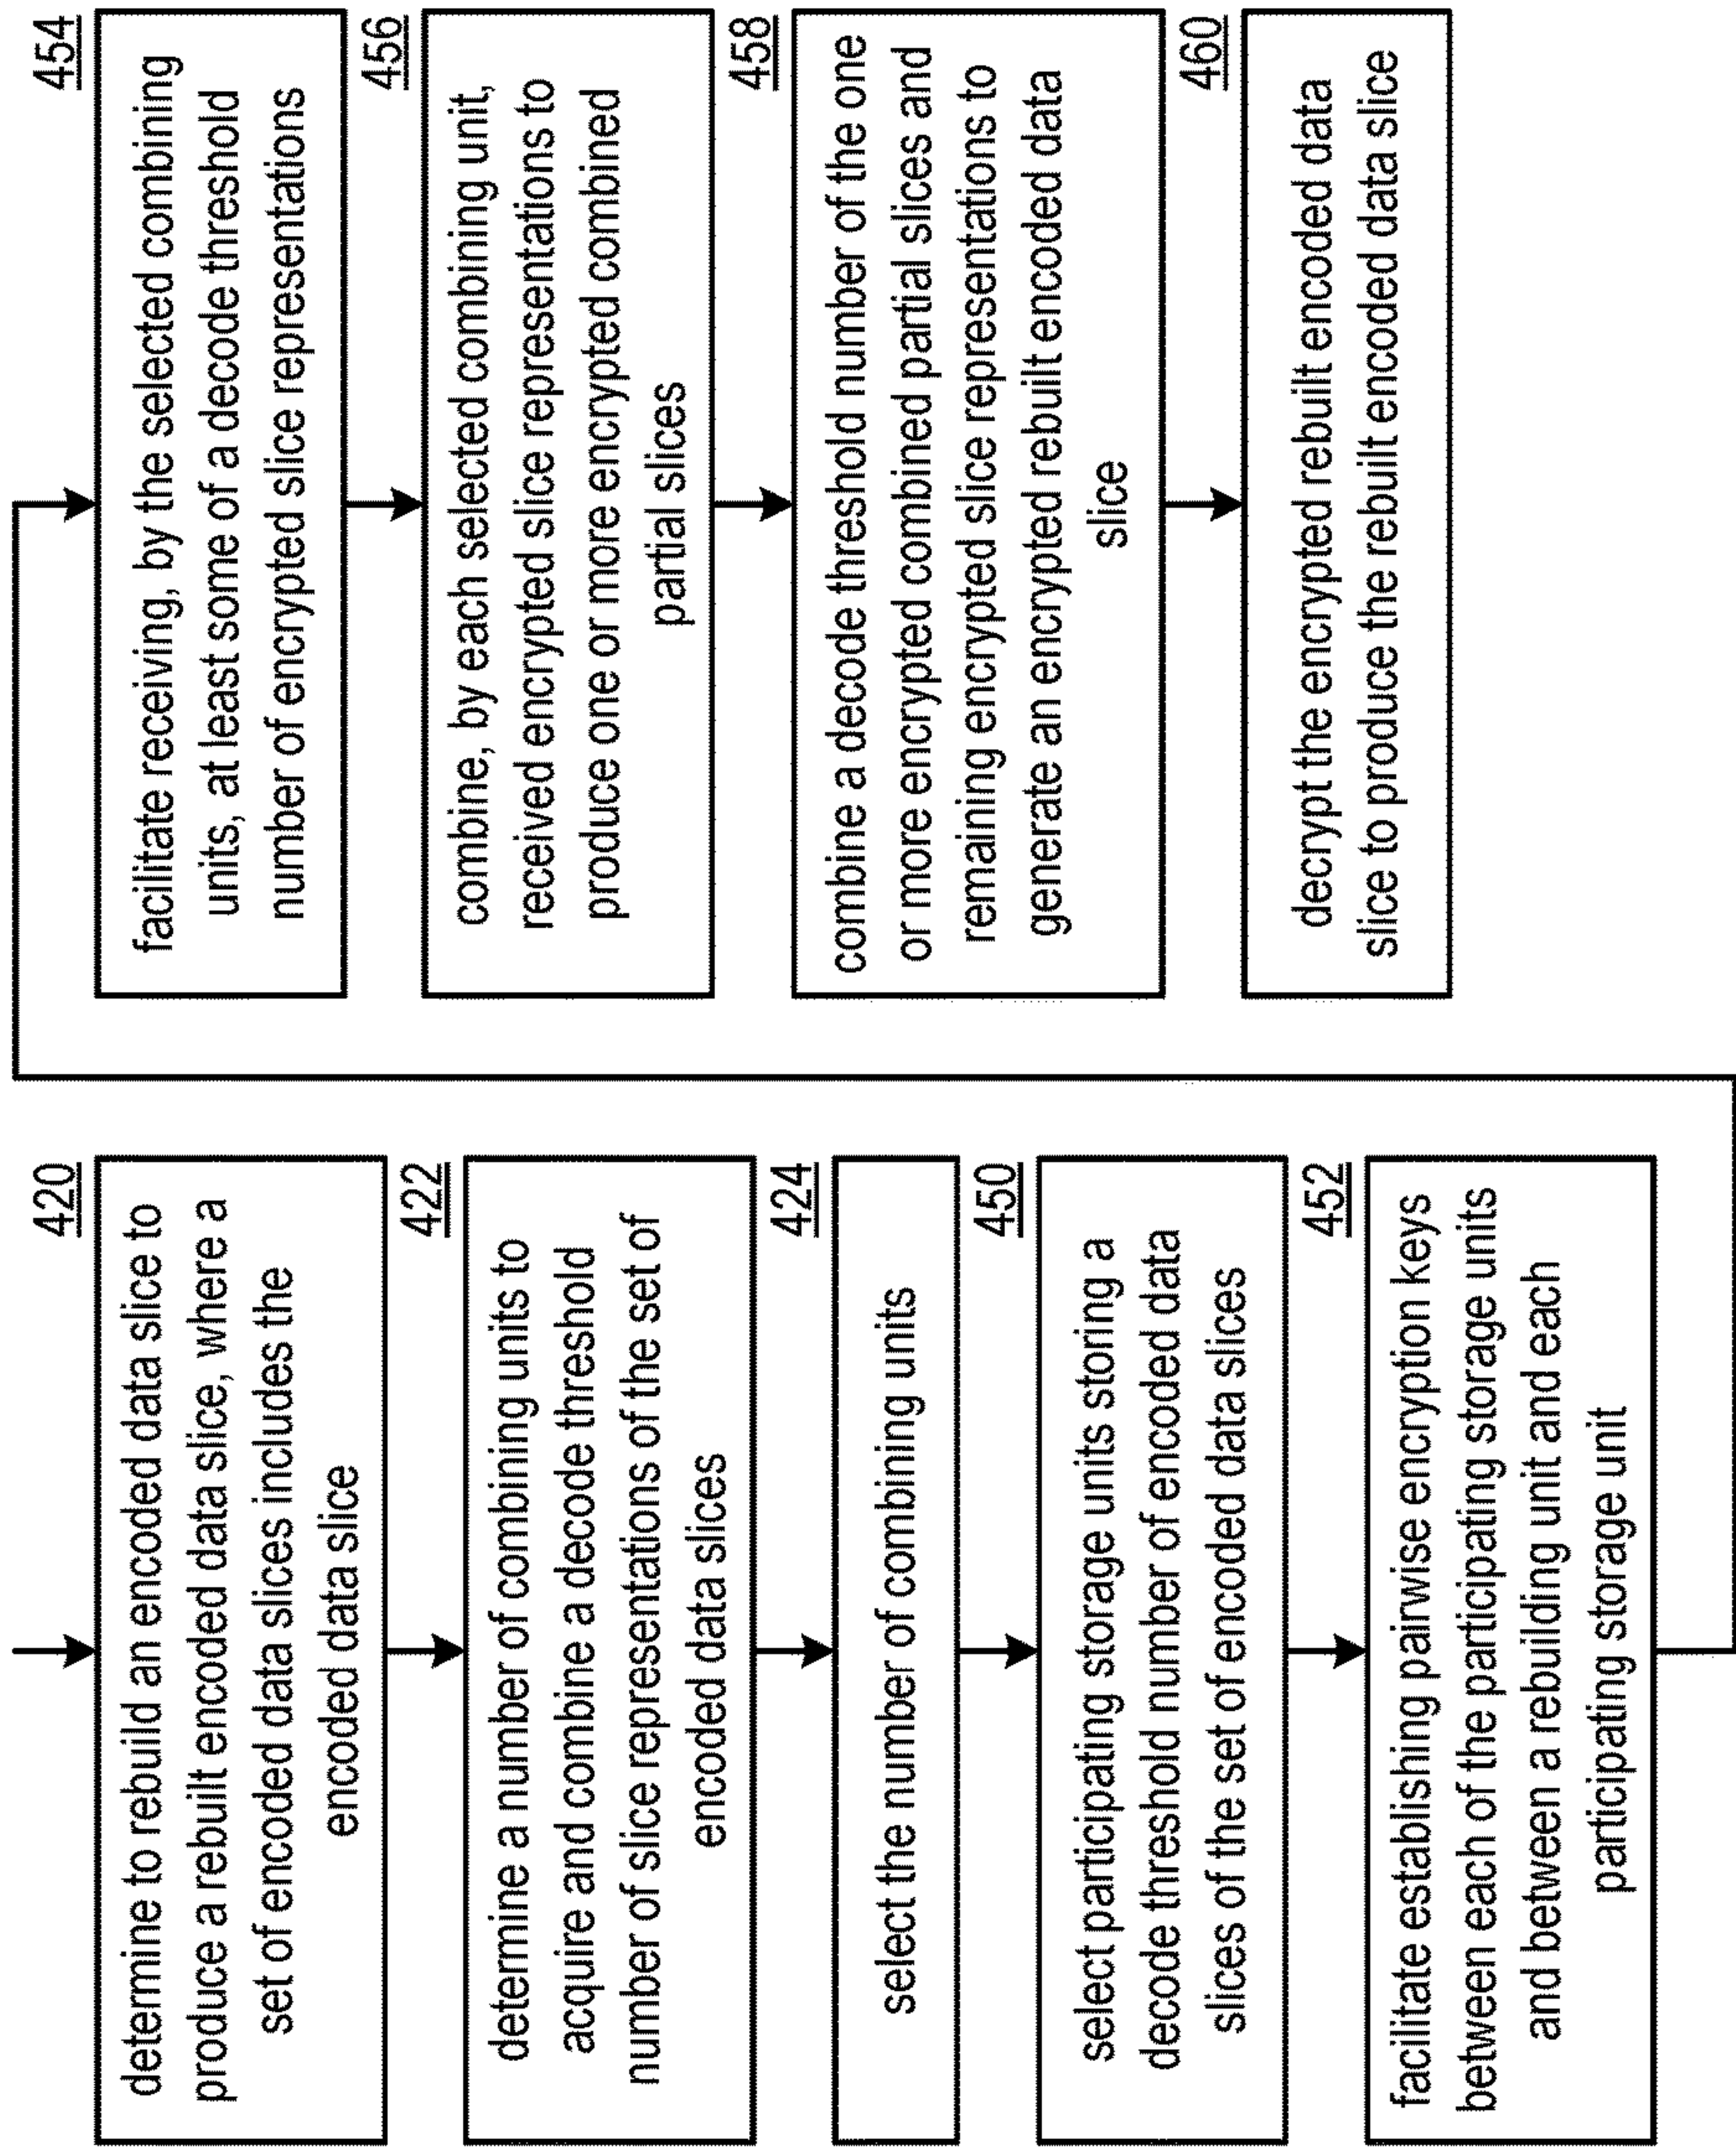 420
determine to rebuild an encoded data slice to
produce a rebuilt encoded data slice, where a
set of encoded data slices includes the
encoded data slice
422
determine a number of combining units to
acquire and combine a decode threshold
number of slice representations of the set of
encoded data slices
424
select the number of combining units
450
select participating storage units storing a
decode threshold number of encoded data
slices of the set of encoded data slices
452
facilitate establishing pairwise encryption keys
between each of the participating storage units
and between a rebuilding unit and each
participating storage unit
454
facilitate receiving, by the selected combining
units, at least some of a decode threshold
number of encrypted slice representations
456
combine, by each selected combining unit,
received encrypted slice representations to
produce one or more encrypted combined
partial slices
458
combine a decode threshold number of the one
or more encrypted combined partial slices and
remaining encrypted slice representations to
generate an encrypted rebuilt encoded data
slice
460
decrypt the encrypted rebuilt encoded data
slice to produce the rebuilt encoded data slice